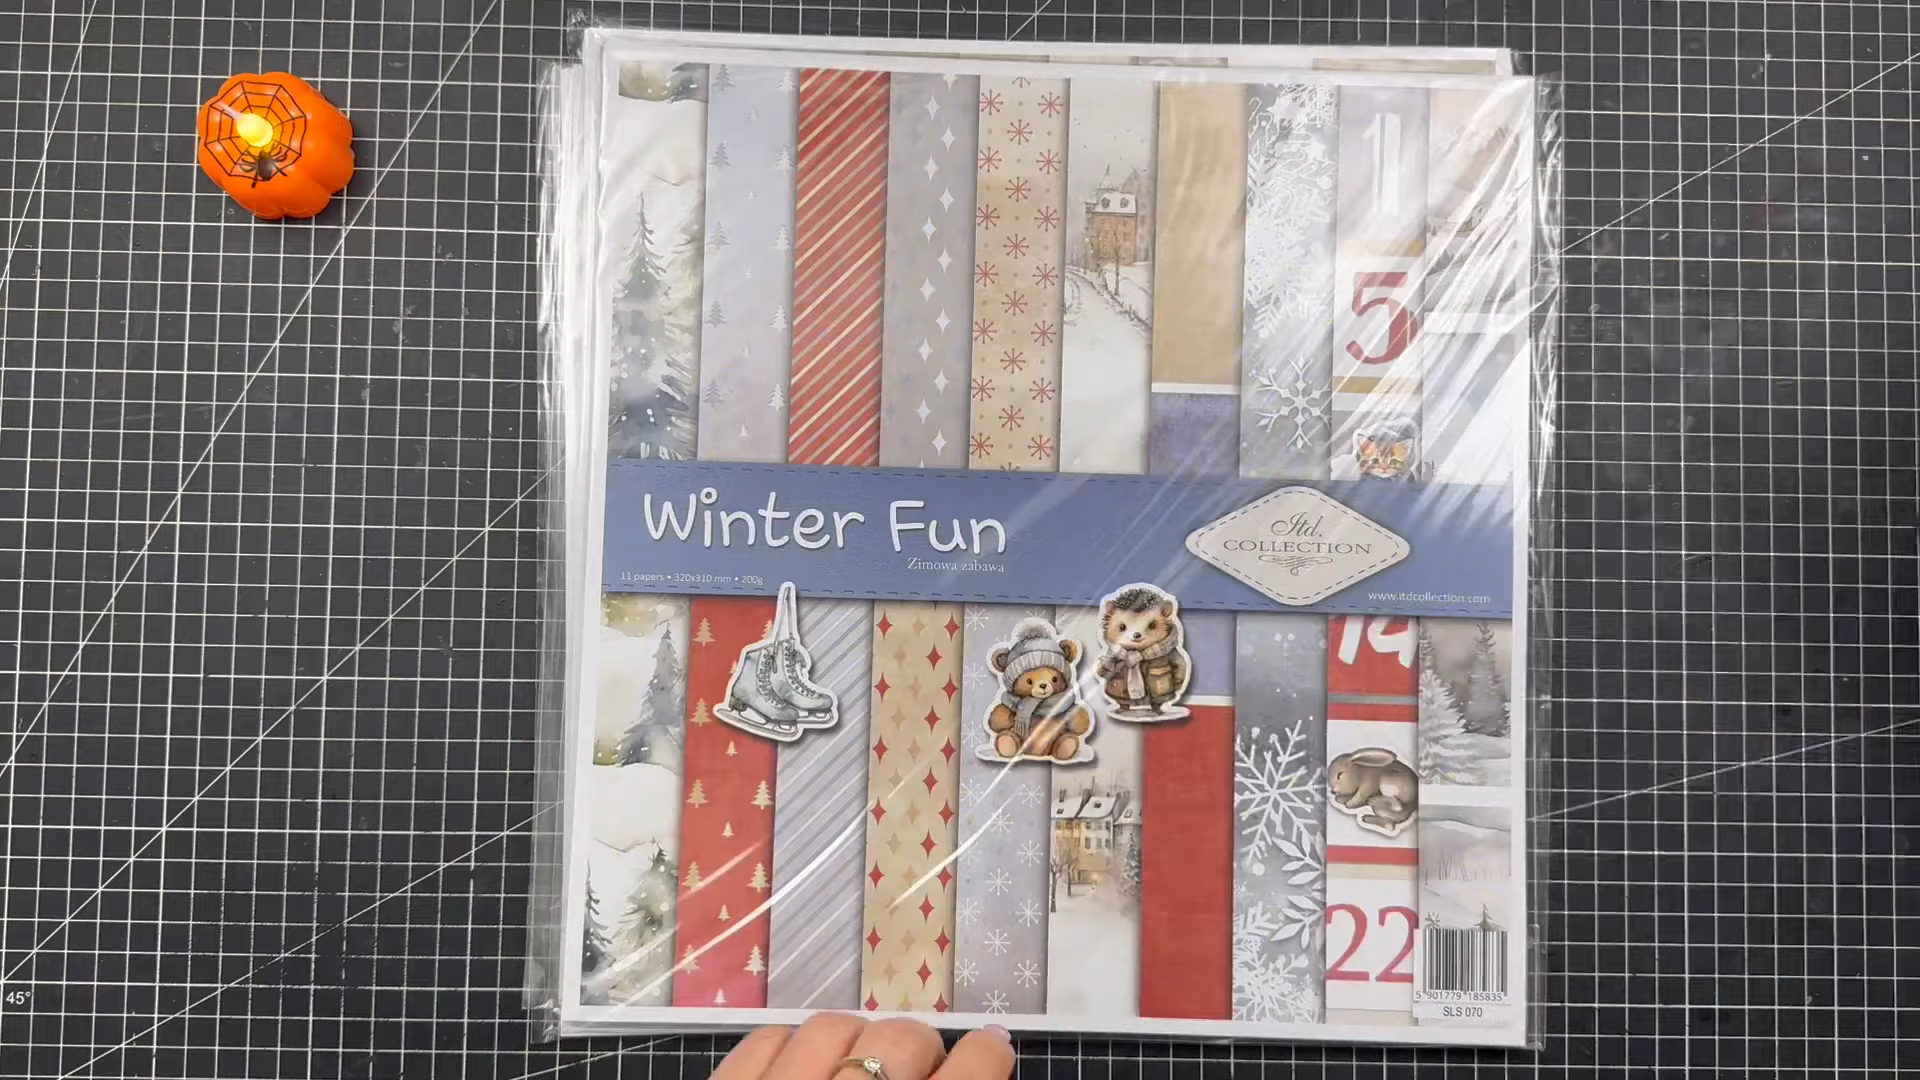 1
5
Winter Fun
Zimowa zabawa
11 papers • 320x310 mm • 200g
Itd.
COLLECTION
www.itdcollection.com
14
22
5 901779 185835
SLS 070
45°